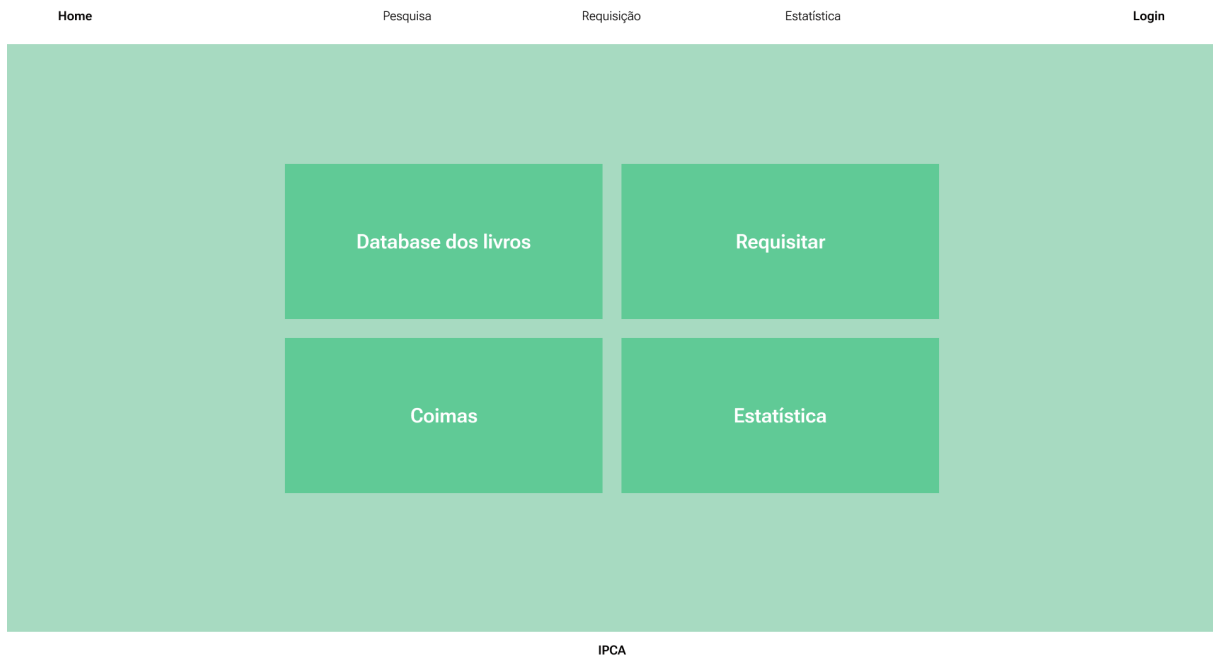 Home
Pesquisa
Requisição
Estatística
Login
Database dos livros
Requisitar
Coimas
Estatística
IPCA